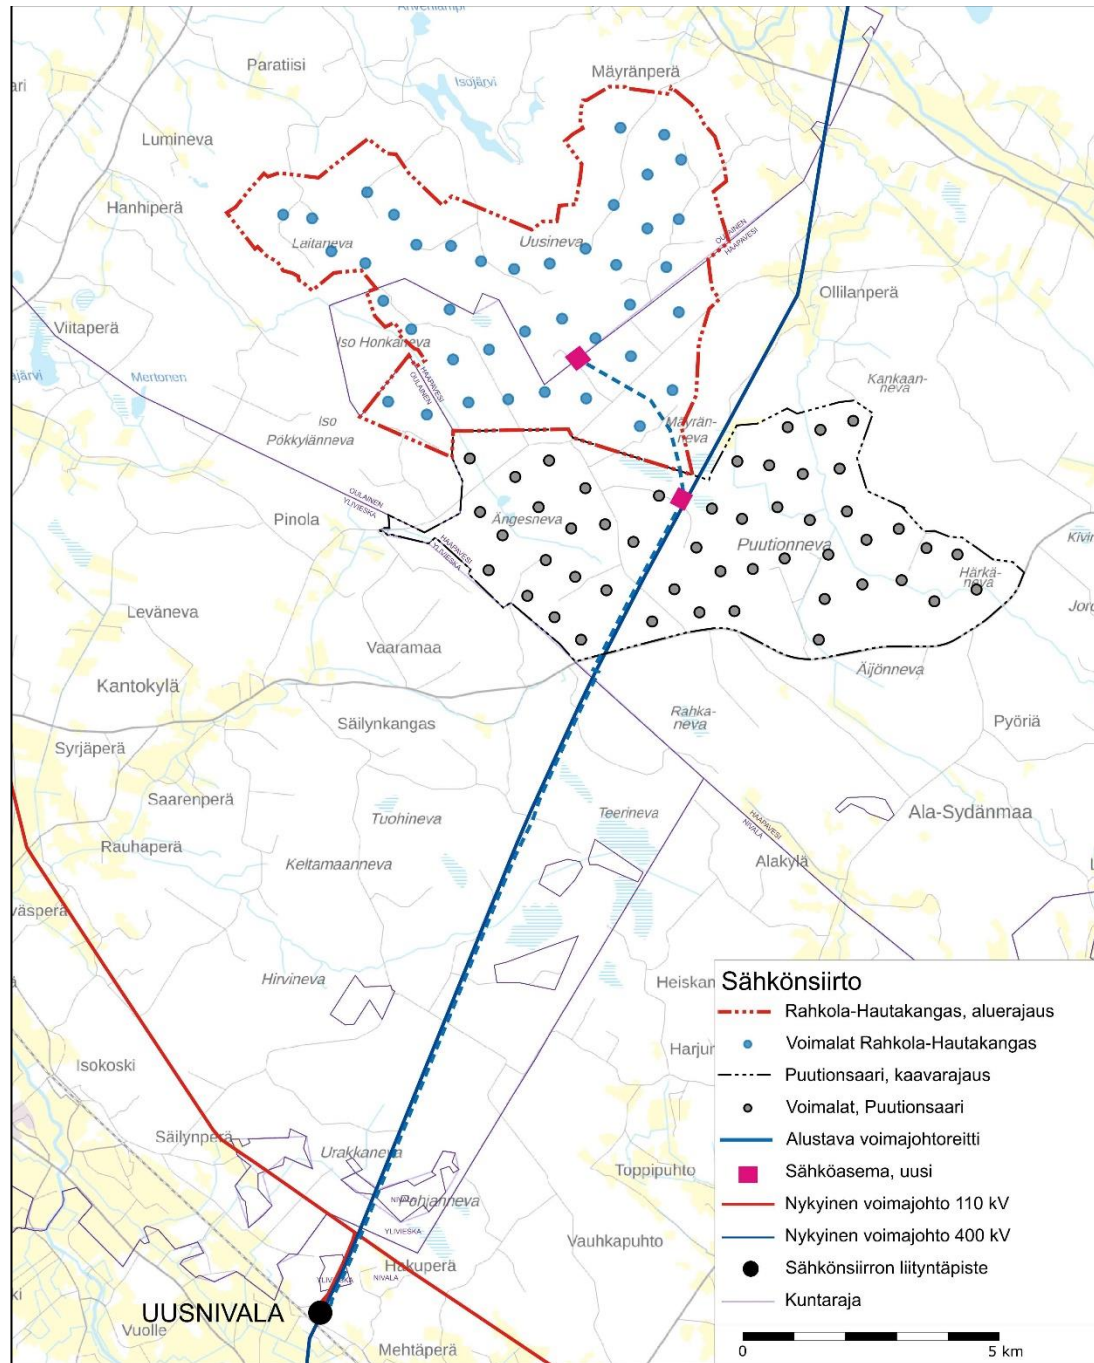 Ahvenlampi
Paratiisi
Mäyränperä
Isojärvi
Lumineva
Hanhiperä
Laitaneva
Uusineva
OULAINEN
HAAPAVESI
Ollilanperä
Viitaperä
Iso Honkaneva
Mertonen
HAAPAVESI
OULAINEN
Kankaan-
neva
Iso
Pökkylänneva
Mäyrän-
neva
OULAINEN
YLIVIESKA
Pinola
Ängesneva
HAAPAVESI
YLIVIESKA
Puutionneva
Härkä-
neva
Leväneva
Vaaramaa
Äijönneva
Kantokylä
Säilynkangas
Rahka-
neva
Pyöriä
Syrjäperä
Saarenperä
Tuohineva
Teerineva
HAAPAVESI
NIVALA
Ala-Sydänmaa
Rauhaperä
Keltamaanneva
Alakylä
Hirvineva
Isokoski
Säilynperä
Urakkaneva
Toppipuhto
Pohjanneva
NIVALA
YLIVIESKA
Vauhkapuhto
Hakuperä
YLIVIESKA
NIVALA
UUSNIVALA
Vuolle
Mehtäperä
Sähkönsiirto
Rahkola-Hautakangas, aluerajaus
Voimalat Rahkola-Hautakangas
Puutionsaari, kaavarajaus
Voimalat, Puutionsaari
Alustava voimajohtoreitti
Sähköasema, uusi
Nykyinen voimajohto 110 kV
Nykyinen voimajohto 400 kV
Sähkönsiirron liityntäpiste
Kuntaraja
0 5 km